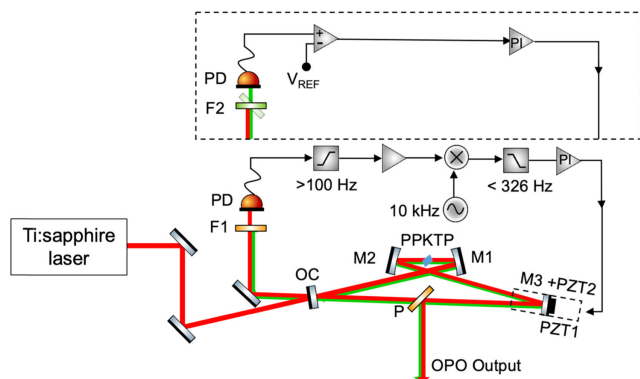 PI
PD
V_REF
F2
PD
>100 Hz
< 326 Hz
PI
F1
10 kHz
Ti:sapphire
laser
M2
PPKTP
M1
OC
M3 +PZT2
P
PZT1
OPO Output